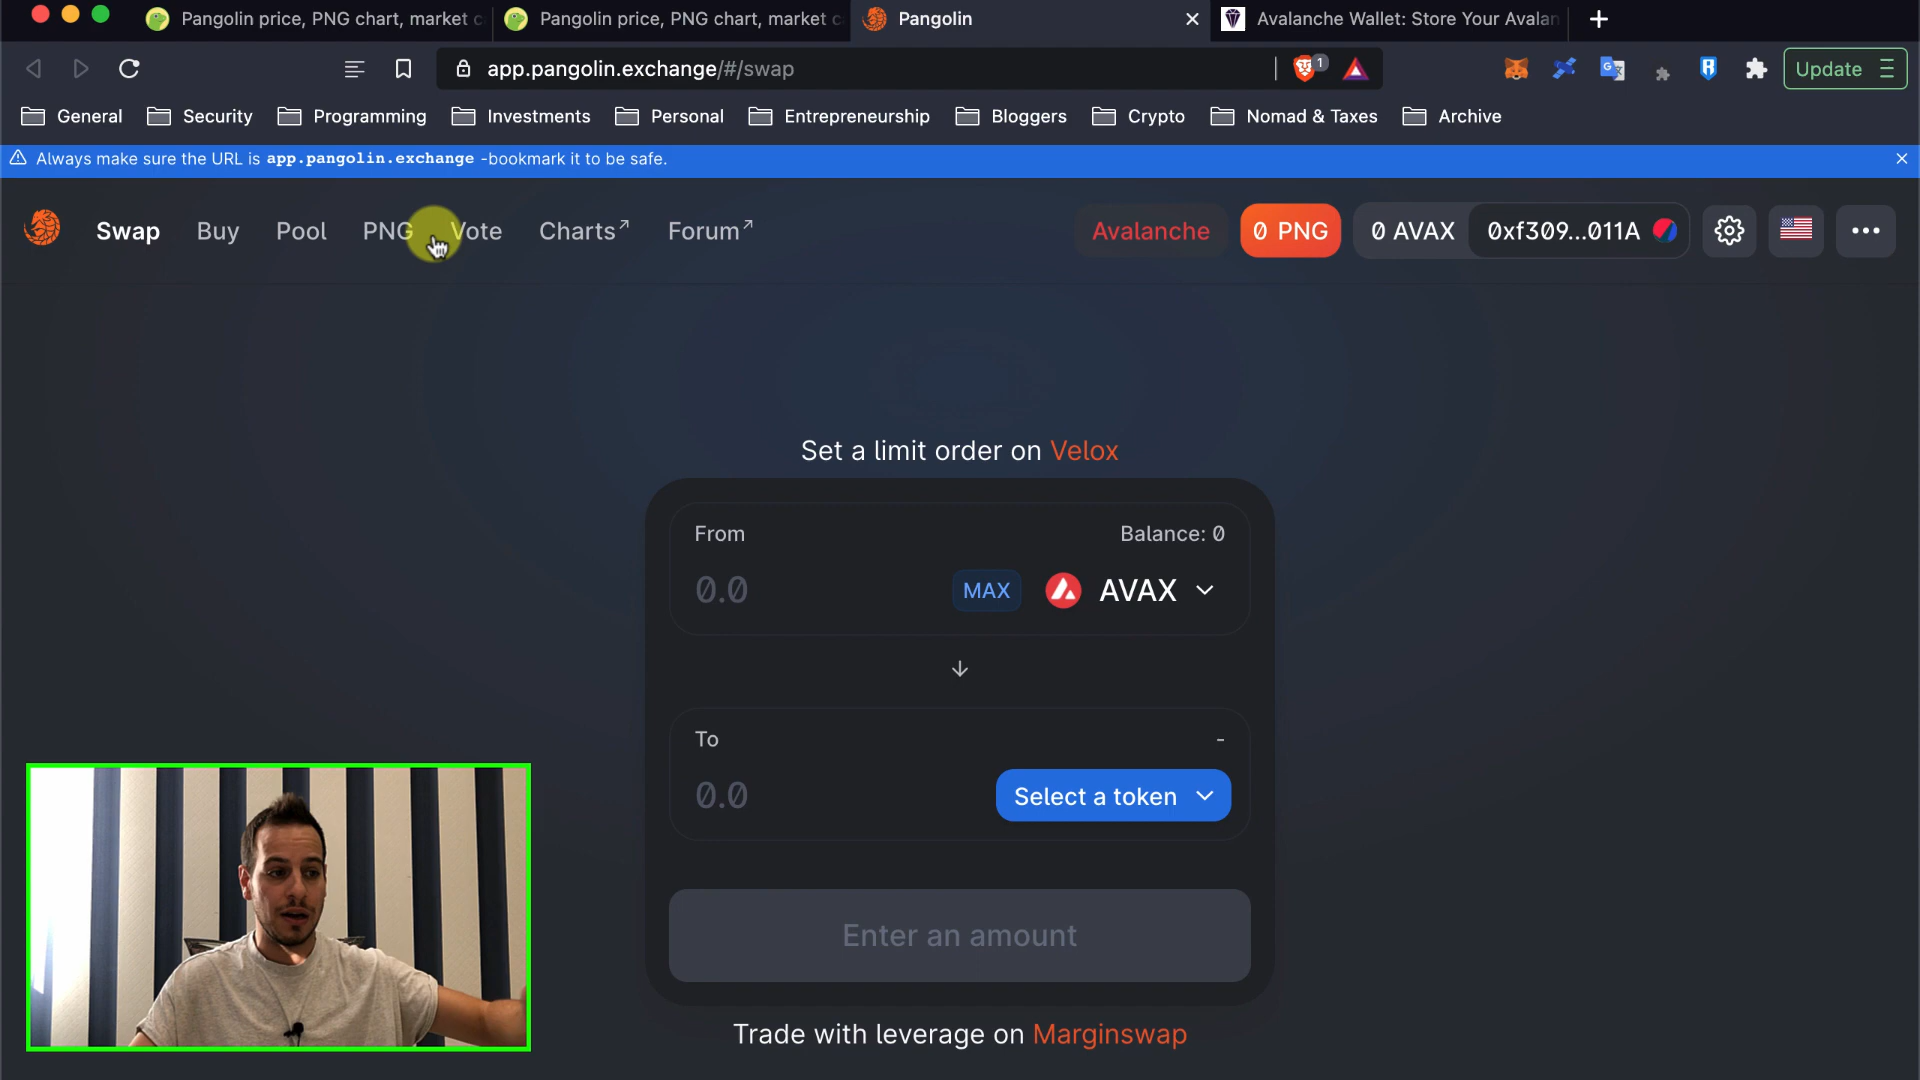 Pangolin price, PNG chart, market c
Pangolin price, PNG chart, market c
Pangolin
Avalanche Wallet: Store Your Avalan
app.pangolin.exchange/#/swap
1
Update
General
Security
Programming
Investments
Personal
Entrepreneurship
Bloggers
Crypto
Nomad & Taxes
Archive
Always make sure the URL is app.pangolin.exchange -bookmark it to be safe.
Swap
Buy
Pool
PNG
Vote
Charts↗
Forum↗
Avalanche
0 PNG
0 AVAX
0xf309...011A
Set a limit order on Velox
From
Balance: 0
0.0
MAX
AVAX
To
-
0.0
Select a token
Enter an amount
Trade with leverage on Marginswap